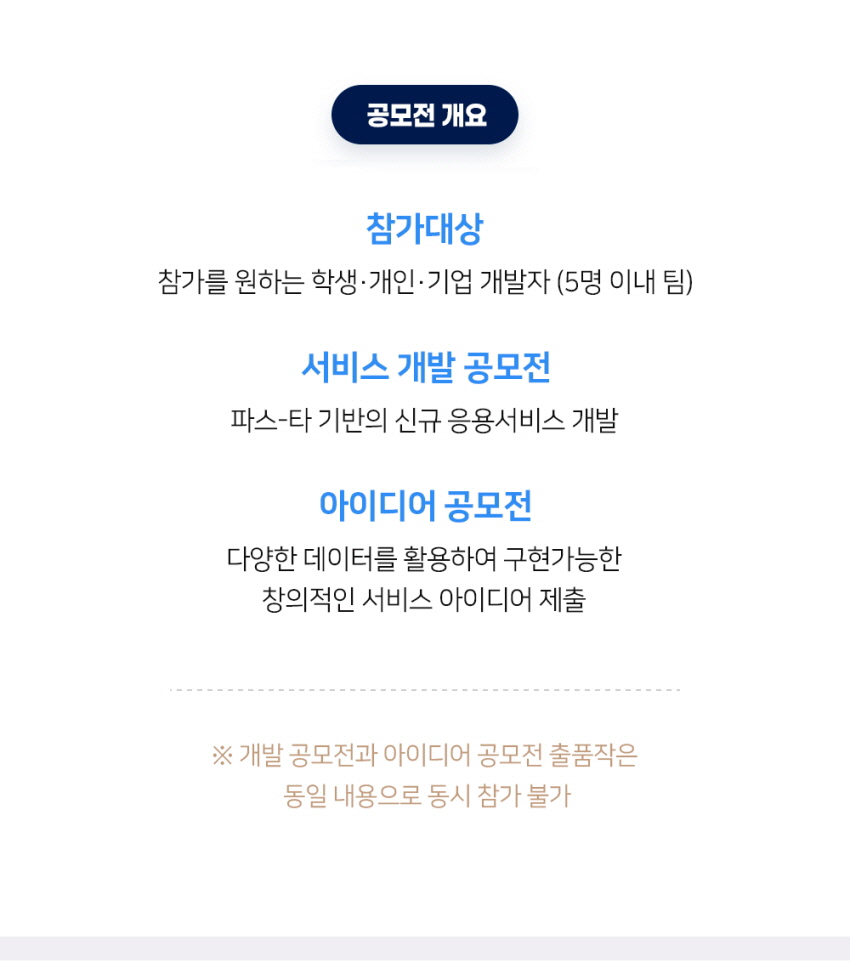 공모전 개요
참가대상
참가를 원하는 학생·개인·기업 개발자 (5명 이내 팀)
서비스 개발 공모전
파스-타 기반의 신규 응용서비스 개발
아이디어 공모전
다양한 데이터를 활용하여 구현가능한
창의적인 서비스 아이디어 제출
※ 개발 공모전과 아이디어 공모전 출품작은
동일 내용으로 동시 참가 불가